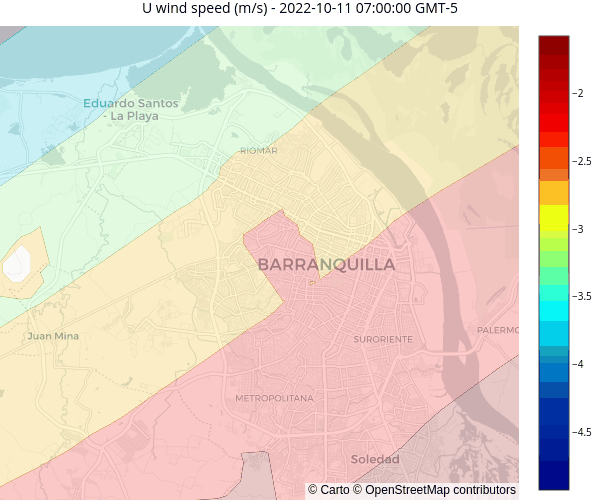 U wind speed (m/s) - 2022-10-11 07:00:00 GMT-5
Eduardo Santos
- La Playa
RIOMAR
BARRANQUILLA
Juan Mina
SURORIENTE
PALERMO
METROPOLITANA
Soledad
© Carto © OpenStreetMap contributors
−2
−2.5
−3
−3.5
−4
−4.5